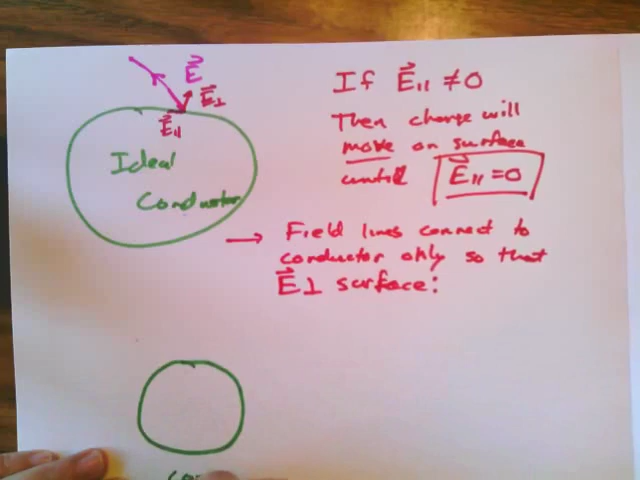 E⃗
E⃗⊥
E⃗||
Ideal
Conductor
If E⃗|| ≠ 0
Then charge will
move on surface
until E⃗|| = 0
→ Field lines connect to
conductor only so that
E⃗⊥ surface: